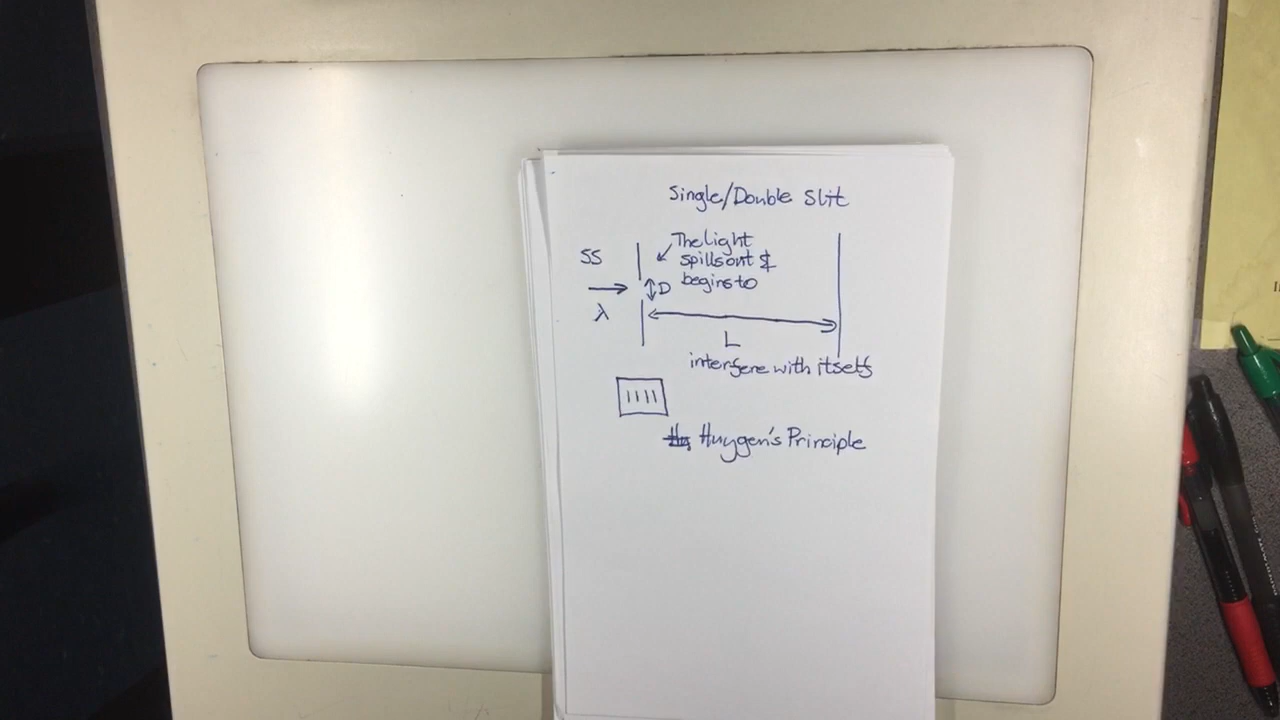 Single/Double Slit
SS
The light
spills out &
begins to
D
λ
L
interfere with itself
Huygen's Principle